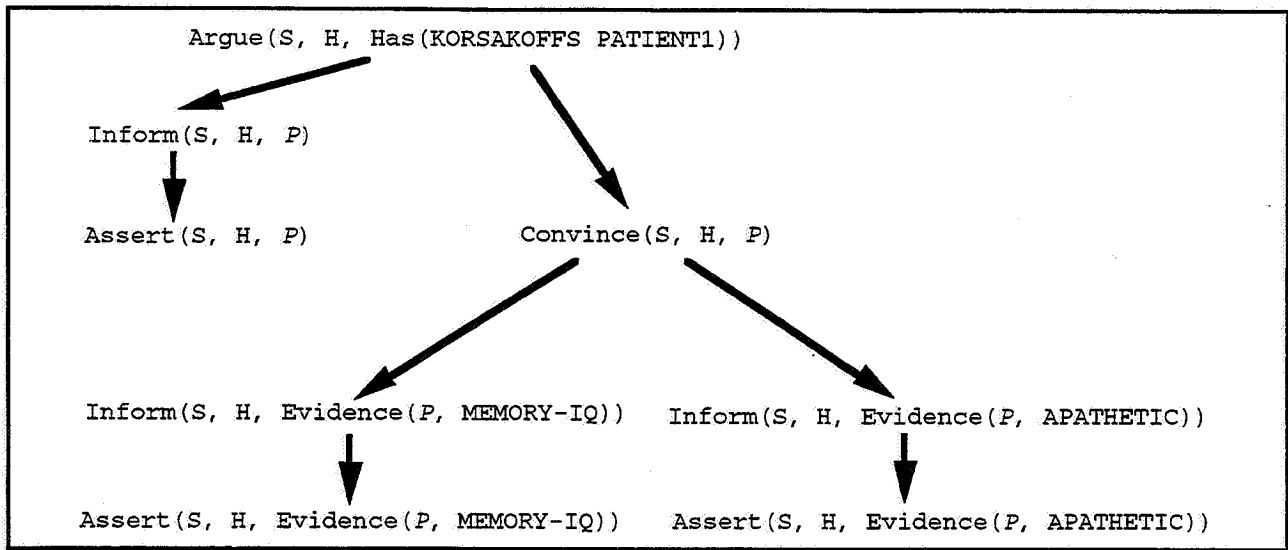 Argue(S, H, Has(KORSAKOFFS PATIENT1))
Inform(S, H, P)
Assert(S, H, P)
Convince(S, H, P)
Inform(S, H, Evidence(P, MEMORY-IQ))
Inform(S, H, Evidence(P, APATHETIC))
Assert(S, H, Evidence(P, MEMORY-IQ))
Assert(S, H, Evidence(P, APATHETIC))